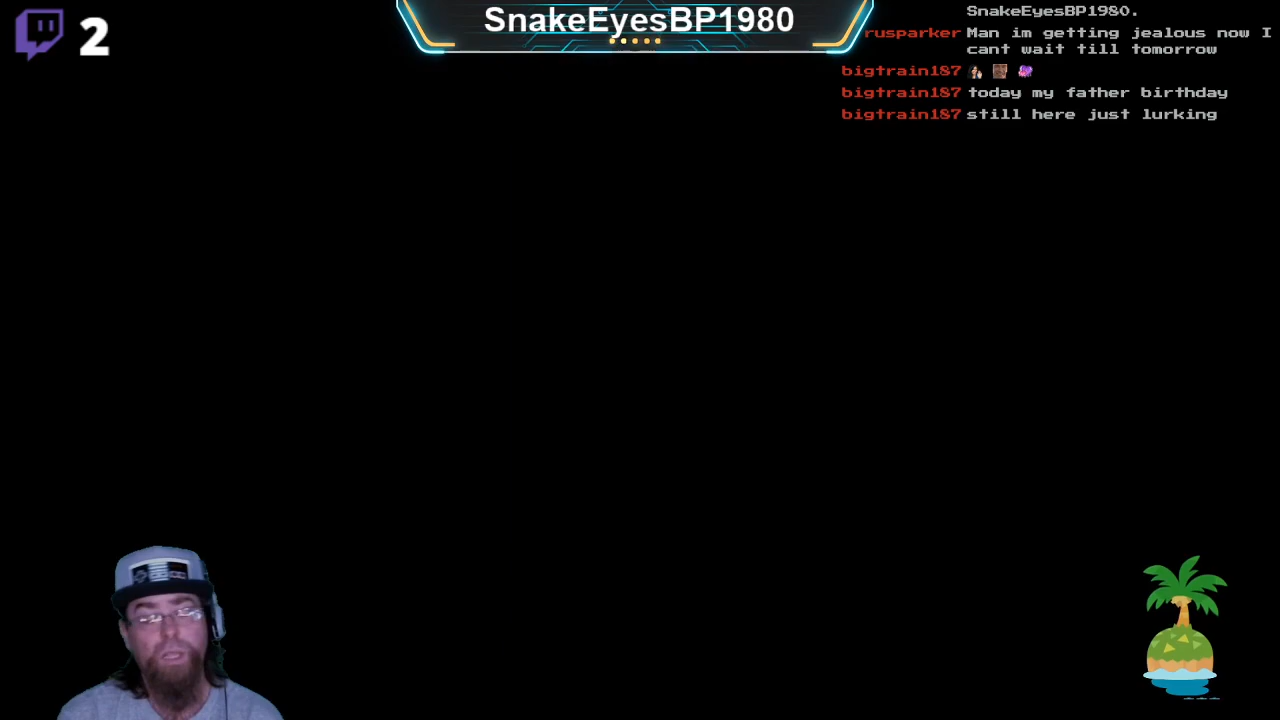 2
SnakeEyesBP1980
SnakeEyesBP1980.
rusparker Man im getting jealous now I
cant wait till tomorrow
bigtrain187
bigtrain187 today my father birthday
bigtrain187 still here just lurking